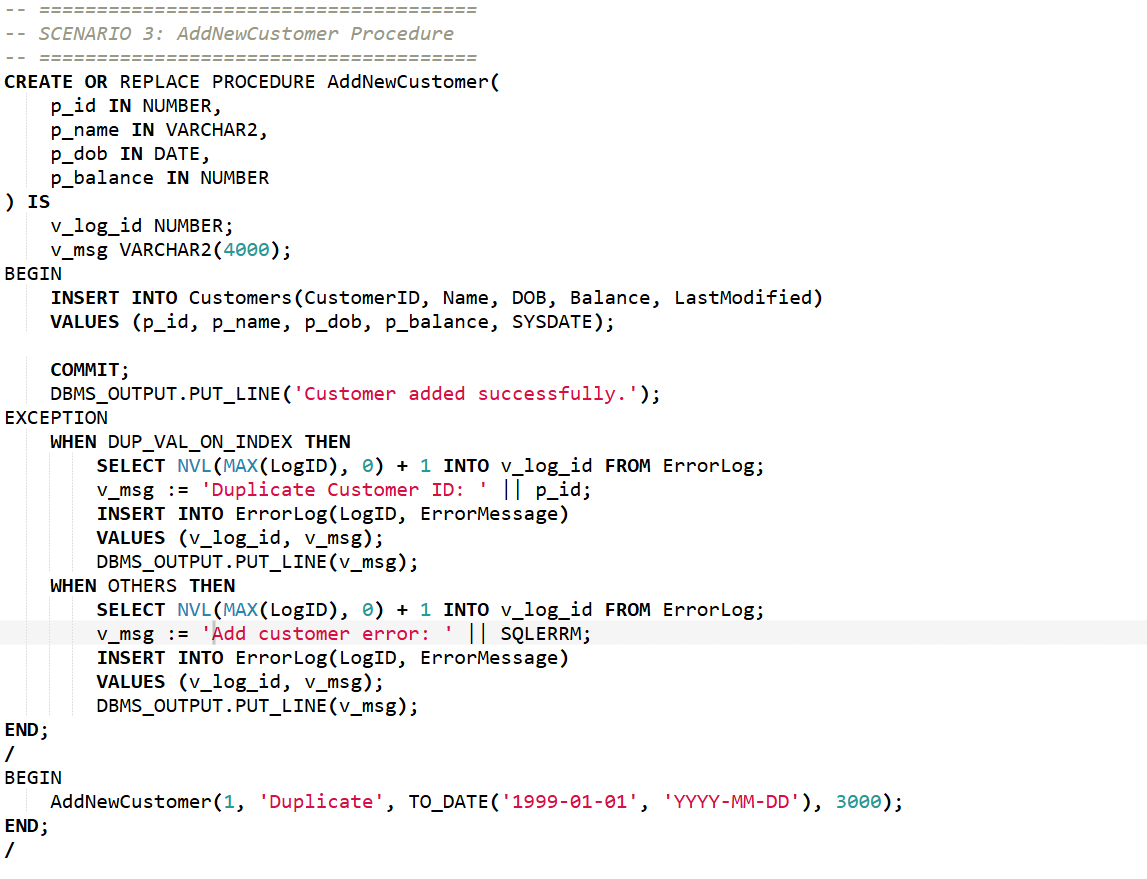 -- ======================================
-- SCENARIO 3: AddNewCustomer Procedure
-- ======================================
CREATE OR REPLACE PROCEDURE AddNewCustomer(
    p_id IN NUMBER,
    p_name IN VARCHAR2,
    p_dob IN DATE,
    p_balance IN NUMBER
) IS
    v_log_id NUMBER;
    v_msg VARCHAR2(4000);
BEGIN
    INSERT INTO Customers(CustomerID, Name, DOB, Balance, LastModified)
    VALUES (p_id, p_name, p_dob, p_balance, SYSDATE);

    COMMIT;
    DBMS_OUTPUT.PUT_LINE('Customer added successfully.');
EXCEPTION
    WHEN DUP_VAL_ON_INDEX THEN
        SELECT NVL(MAX(LogID), 0) + 1 INTO v_log_id FROM ErrorLog;
        v_msg := 'Duplicate Customer ID: ' || p_id;
        INSERT INTO ErrorLog(LogID, ErrorMessage)
        VALUES (v_log_id, v_msg);
        DBMS_OUTPUT.PUT_LINE(v_msg);
    WHEN OTHERS THEN
        SELECT NVL(MAX(LogID), 0) + 1 INTO v_log_id FROM ErrorLog;
        v_msg := 'Add customer error: ' || SQLERRM;
        INSERT INTO ErrorLog(LogID, ErrorMessage)
        VALUES (v_log_id, v_msg);
        DBMS_OUTPUT.PUT_LINE(v_msg);
END;
/
BEGIN
    AddNewCustomer(1, 'Duplicate', TO_DATE('1999-01-01', 'YYYY-MM-DD'), 3000);
END;
/